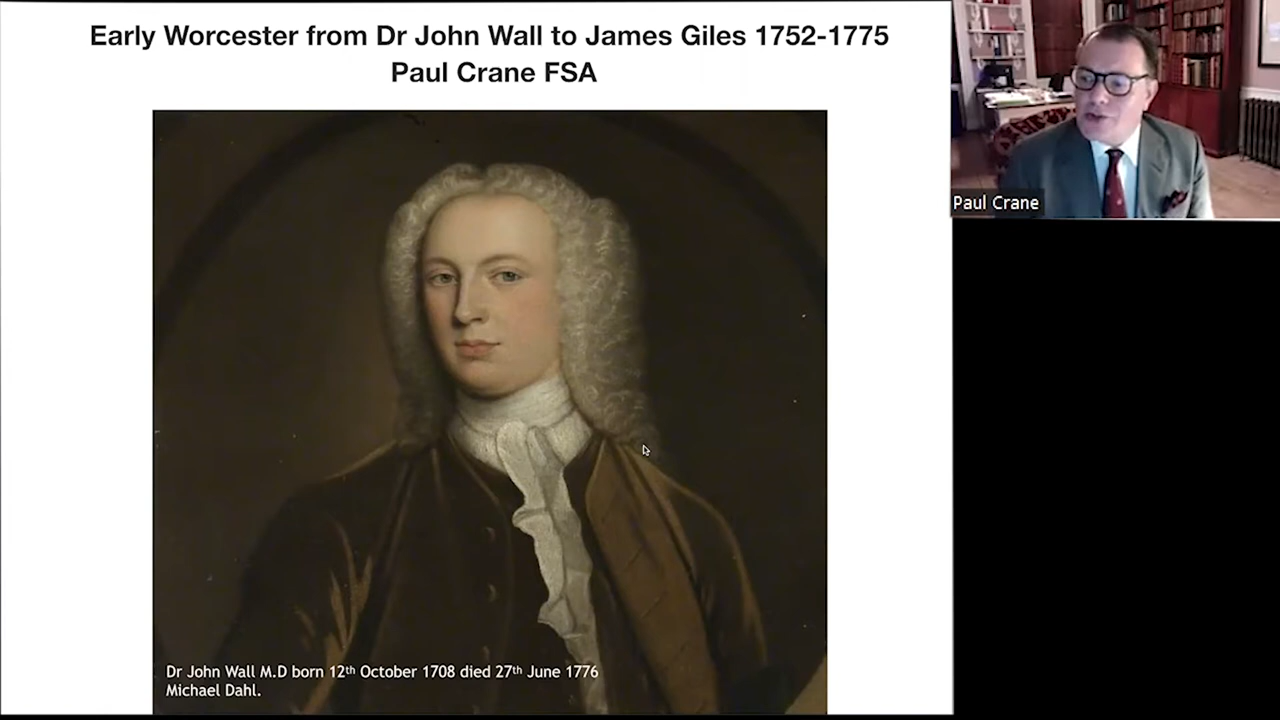 Early Worcester from Dr John Wall to James Giles 1752-1775
Paul Crane FSA
Paul Crane
Dr John Wall M.D born 12th October 1708 died 27th June 1776
Michael Dahl.